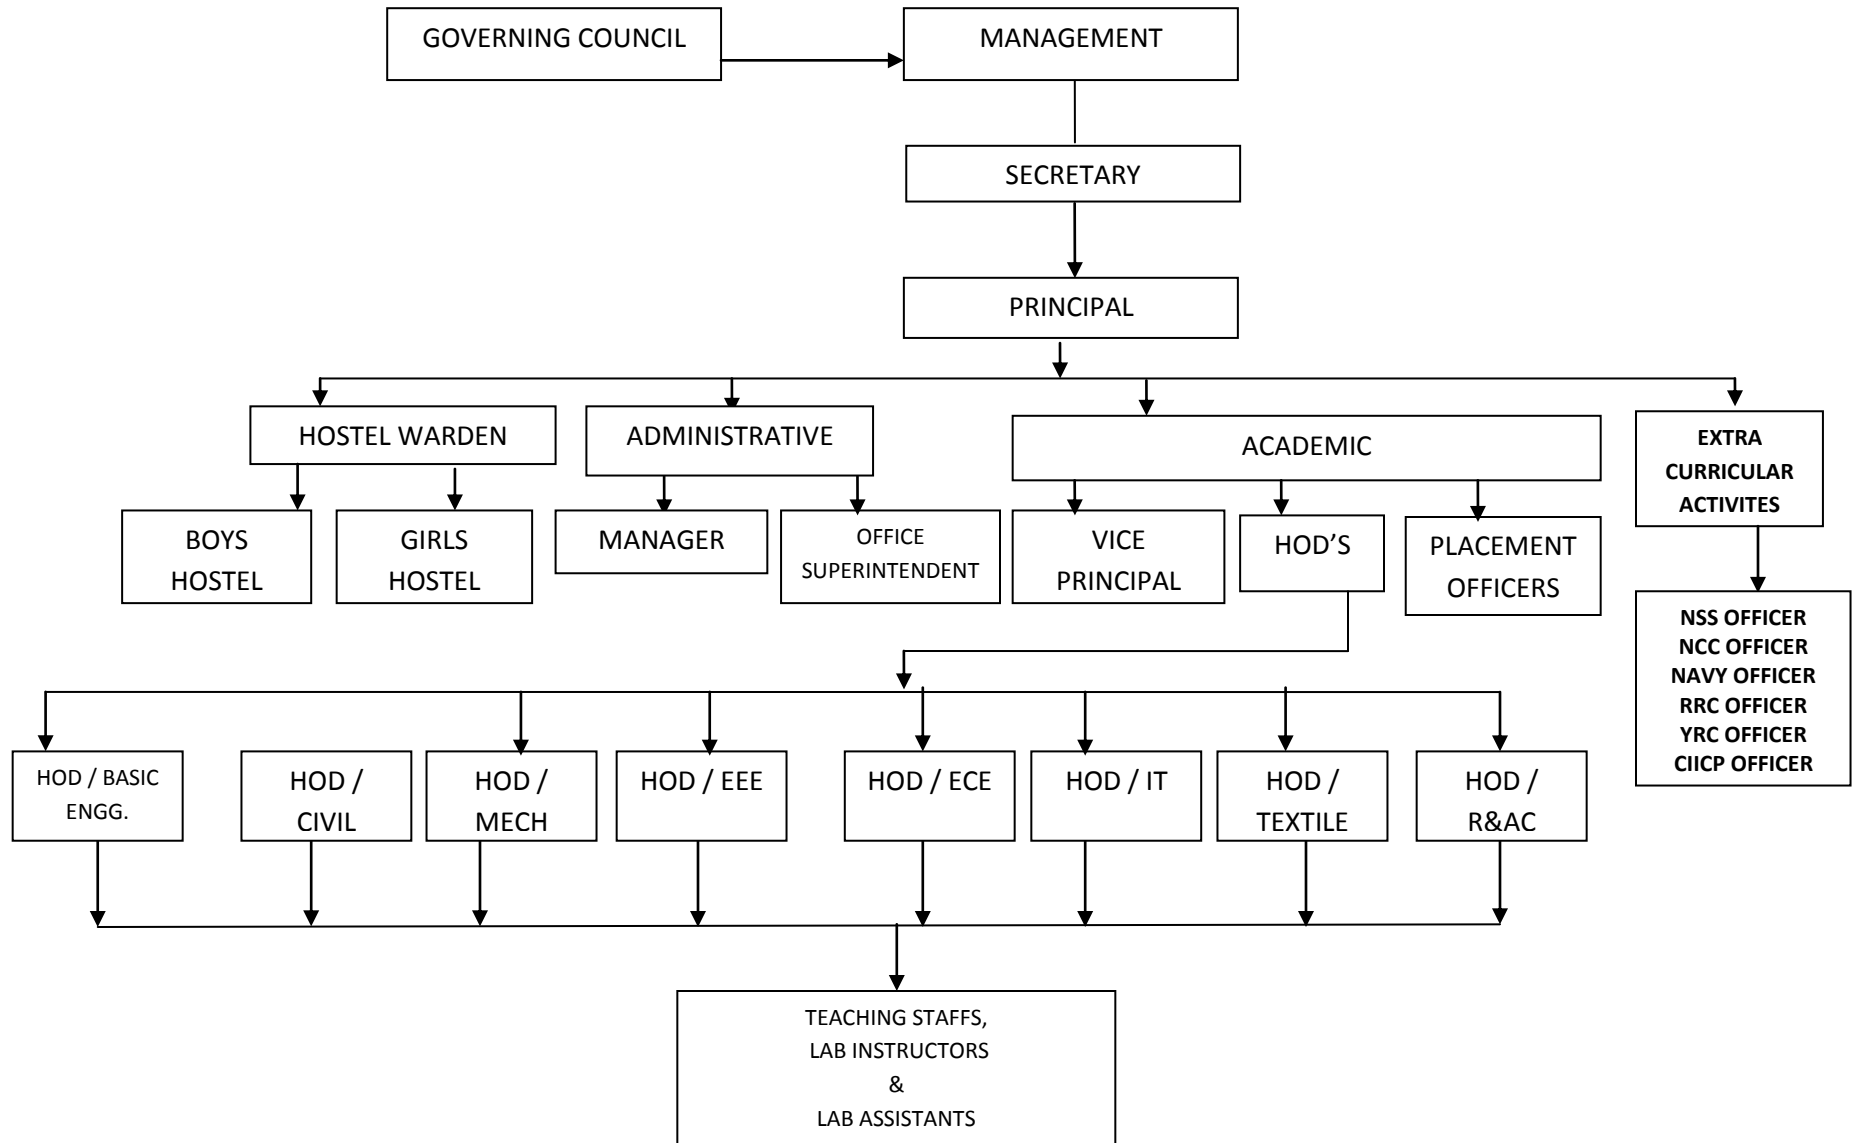 GOVERNING COUNCIL
MANAGEMENT
SECRETARY
PRINCIPAL
HOSTEL WARDEN
ADMINISTRATIVE
ACADEMIC
EXTRA
CURRICULAR
ACTIVITES
BOYS
HOSTEL
GIRLS
HOSTEL
MANAGER
OFFICE
SUPERINTENDENT
VICE
PRINCIPAL
HOD’S
PLACEMENT
OFFICERS
NSS OFFICER
NCC OFFICER
NAVY OFFICER
RRC OFFICER
YRC OFFICER
CIICP OFFICER
HOD / BASIC
ENGG.
HOD /
CIVIL
HOD /
MECH
HOD / EEE
HOD / ECE
HOD / IT
HOD /
TEXTILE
HOD /
R&AC
TEACHING STAFFS,
LAB INSTRUCTORS
&
LAB ASSISTANTS